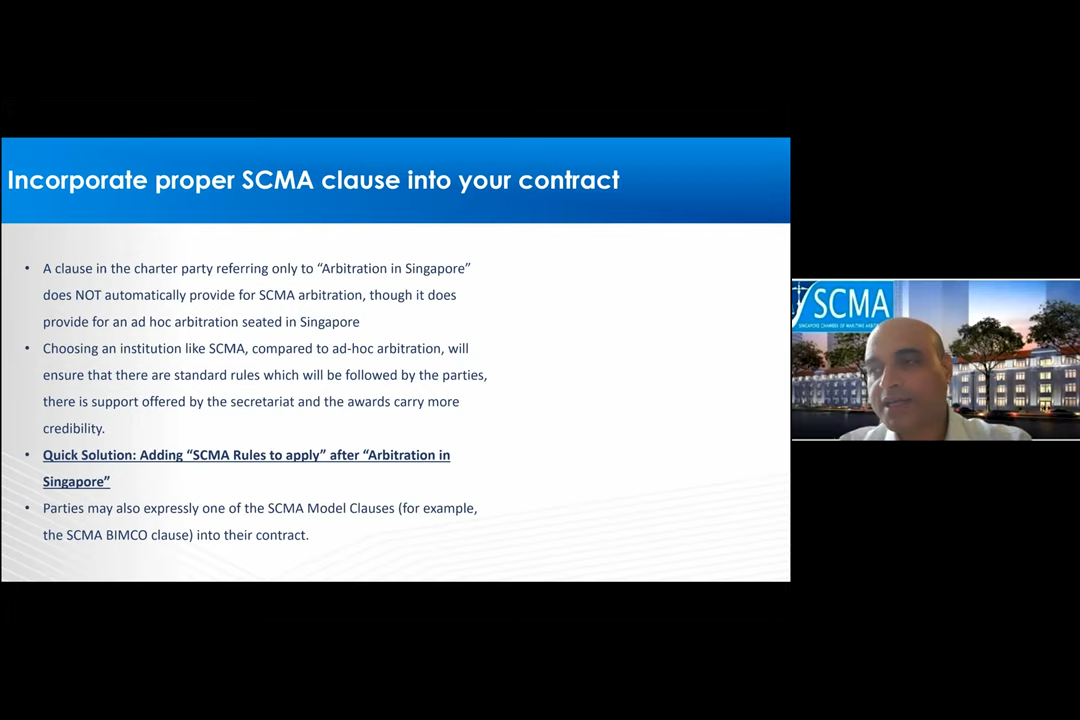 Incorporate proper SCMA clause into your contract
• A clause in the charter party referring only to “Arbitration in Singapore”
does NOT automatically provide for SCMA arbitration, though it does
provide for an ad hoc arbitration seated in Singapore
• Choosing an institution like SCMA, compared to ad-hoc arbitration, will
ensure that there are standard rules which will be followed by the parties,
there is support offered by the secretariat and the awards carry more
credibility.
• Quick Solution: Adding “SCMA Rules to apply” after “Arbitration in
Singapore”
• Parties may also expressly one of the SCMA Model Clauses (for example,
the SCMA BIMCO clause) into their contract.
SCMA
SINGAPORE CHAMBER OF MARITIME